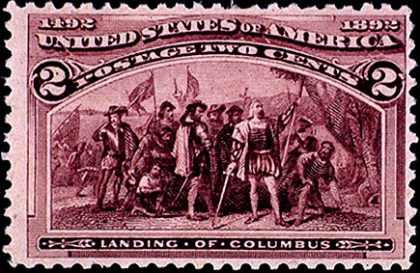 1492 1892
UNITED STATES OF AMERICA
POSTAGE TWO CENTS
2 2
LANDING · OF · COLUMBUS